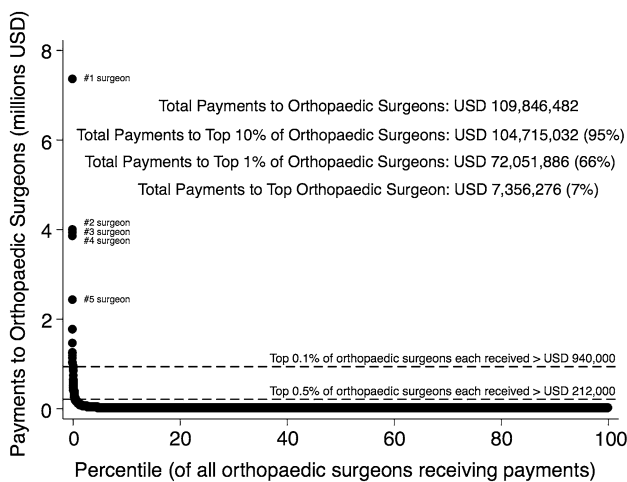 Payments to Orthopaedic Surgeons (millions USD)
8
6
4
2
0
#1 surgeon
Total Payments to Orthopaedic Surgeons: USD 109,846,482
Total Payments to Top 10% of Orthopaedic Surgeons: USD 104,715,032 (95%)
Total Payments to Top 1% of Orthopaedic Surgeons: USD 72,051,886 (66%)
Total Payments to Top Orthopaedic Surgeon: USD 7,356,276 (7%)
#2 surgeon
#3 surgeon
#4 surgeon
#5 surgeon
Top 0.1% of orthopaedic surgeons each received > USD 940,000
Top 0.5% of orthopaedic surgeons each received > USD 212,000
0 20 40 60 80 100
Percentile (of all orthopaedic surgeons receiving payments)